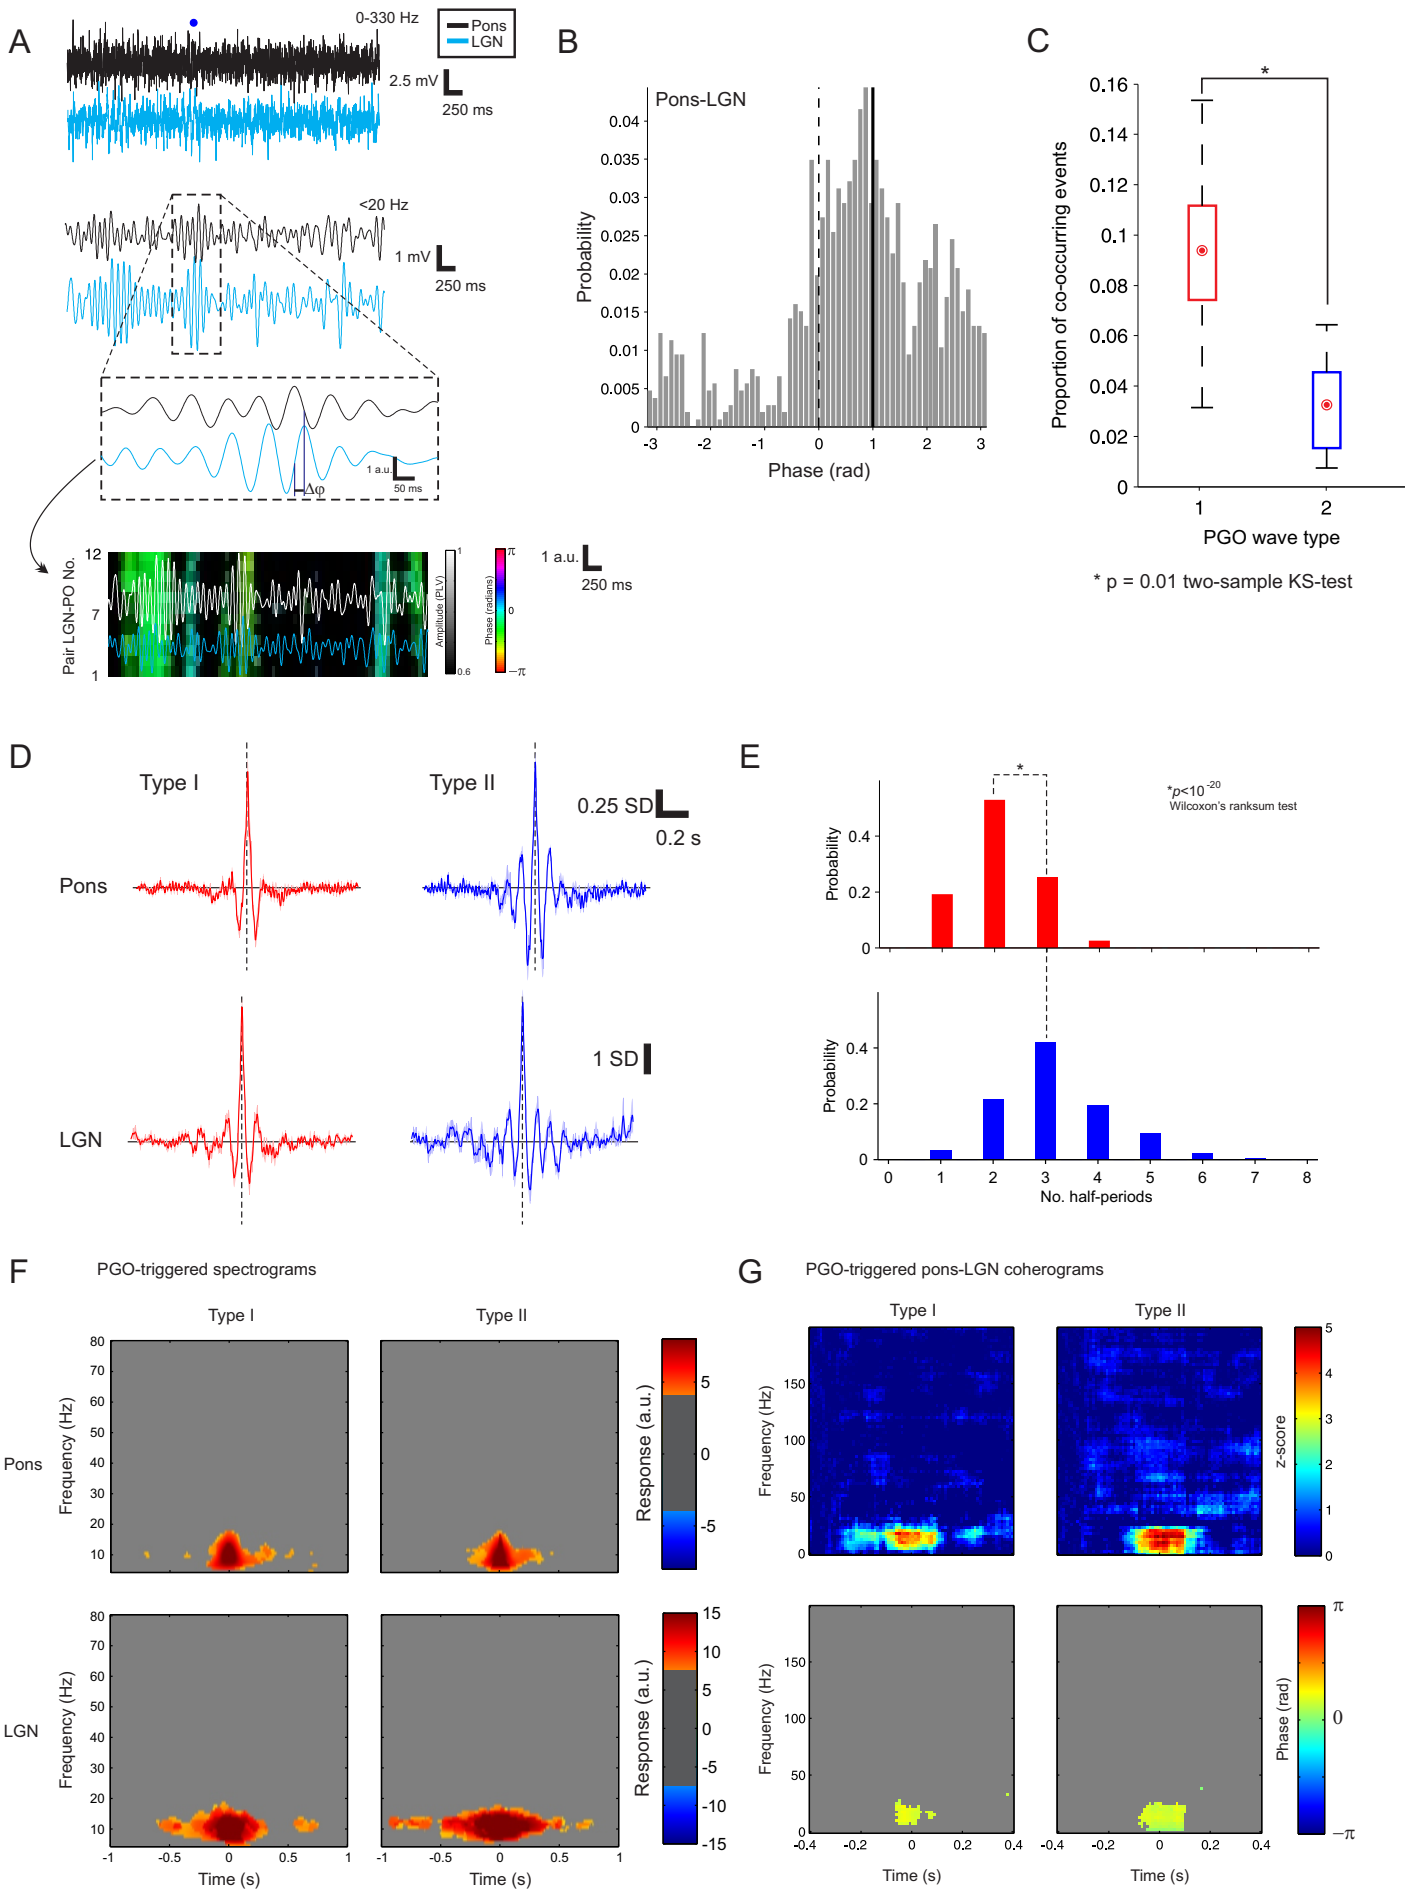 A
0-330 Hz
Pons
LGN
2.5 mV
250 ms
<20 Hz
1 mV
250 ms
1 a.u.
50 ms
Δφ
Pair LGN-PO No.
12
7
1
Amplitude (PLV)
1
0.6
Phase (radians)
π
0
−π
1 a.u.
250 ms
B
Pons-LGN
Probability
0.04
0.035
0.03
0.025
0.02
0.015
0.01
0.005
0
-3 -2 -1 0 1 2 3
Phase (rad)
C
*
Proportion of co-occurring events
0.16
0.14
0.12
0.1
0.08
0.06
0.04
0.02
0
1 2
PGO wave type
* p = 0.01 two-sample KS-test
D
Type I
Type II
0.25 SD
0.2 s
Pons
1 SD
LGN
E
*
*p<10-20
Wilcoxon's ranksum test
Probability
0.4
0.2
0
Probability
0.4
0.2
0
0 1 2 3 4 5 6 7 8
No. half-periods
F
PGO-triggered spectrograms
Type I
Type II
Pons
Frequency (Hz)
80
70
60
50
40
30
20
10
Response (a.u.)
5
0
-5
LGN
Frequency (Hz)
80
70
60
50
40
30
20
10
-1 -0.5 0 0.5 1
Time (s)
-0.5 0 0.5 1
Time (s)
Response (a.u.)
15
10
5
0
-5
-10
-15
G
PGO-triggered pons-LGN coherograms
Type I
Type II
Frequency (Hz)
150
100
50
0
z-score
5
4
3
2
1
0
Frequency (Hz)
150
100
50
0
-0.4 -0.2 0 0.2 0.4
Time (s)
-0.4 -0.2 0 0.2 0.4
Time (s)
Phase (rad)
π
0
−π